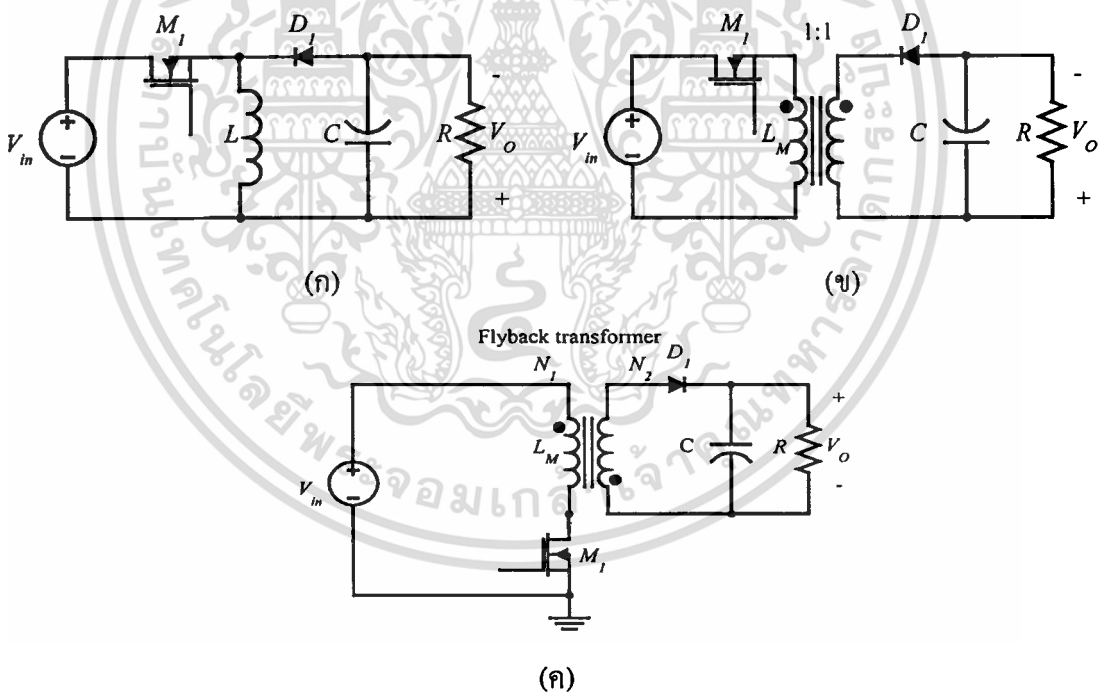 M1 D1
Vin L C R VO
-
+
(ก)
M1 1:1 D1
Vin LM C R VO
-
+
(ข)
Flyback transformer
N1 N2 D1
Vin LM C R VO
+
-
M1
(ค)